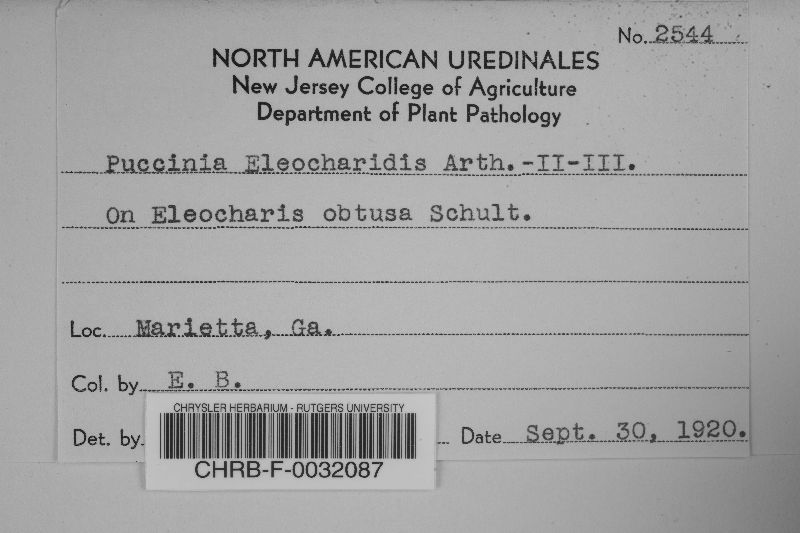 No. 2544
NORTH AMERICAN UREDINALES
New Jersey College of Agriculture
Department of Plant Pathology
Puccinia Eleocharidis Arth.-II-III.
On Eleocharis obtusa Schult.
Loc. Marietta, Ga.
Col. by E. B.
Det. by
Date Sept. 30, 1920.
CHRYSLER HERBARIUM - RUTGERS UNIVERSITY
CHRB-F-0032087